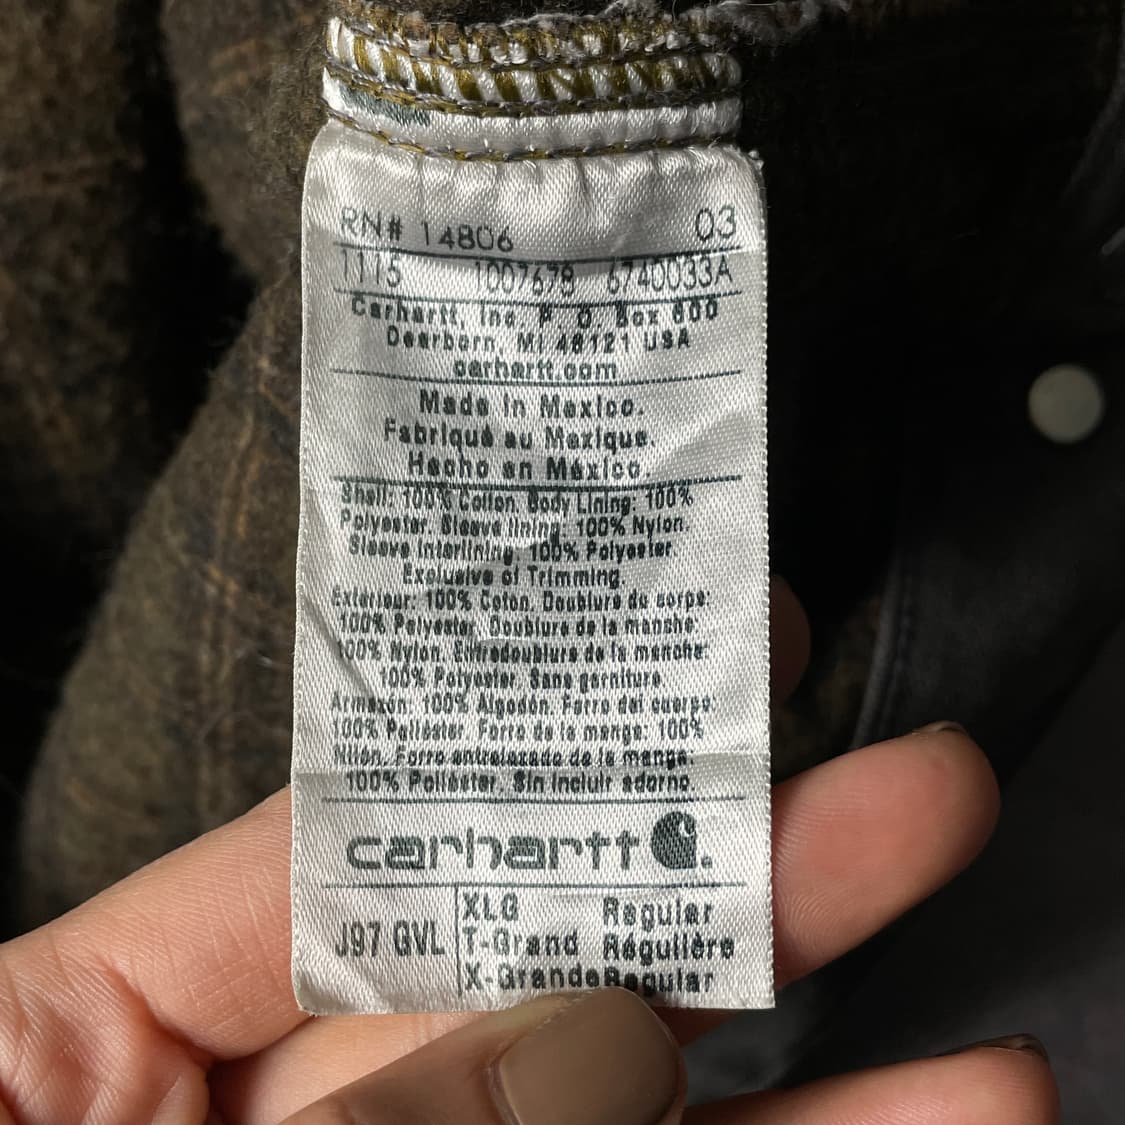 RN# 14806 03
1115 1007678 6740033A
Carhartt, Inc. P. O. Box 600
Dearborn, MI 48121 USA
carhartt.com
Made in Mexico.
Fabriqué au Mexique.
Hecho en México.
Shell: 100% Cotton. Body Lining: 100%
Polyester. Sleeve lining: 100% Nylon.
Sleeve Interlining: 100% Polyester.
Exclusive of Trimming.
Extérieur: 100% Coton. Doublure du corps:
100% Polyester. Doublure de la manche:
100% Nylon. Entredoublure de la manche:
100% Polyester. Sans garniture
Armazón: 100% Algodón. Forro del cuerpo:
100% Poliester. Forro de la manga: 100%
Nilón. Forro entrelazado de la manga:
100% Poliester. Sin incluir adorno
carhartt
J97 GVL
XLG Regular
T-Grand Régulière
X-Grande Regular